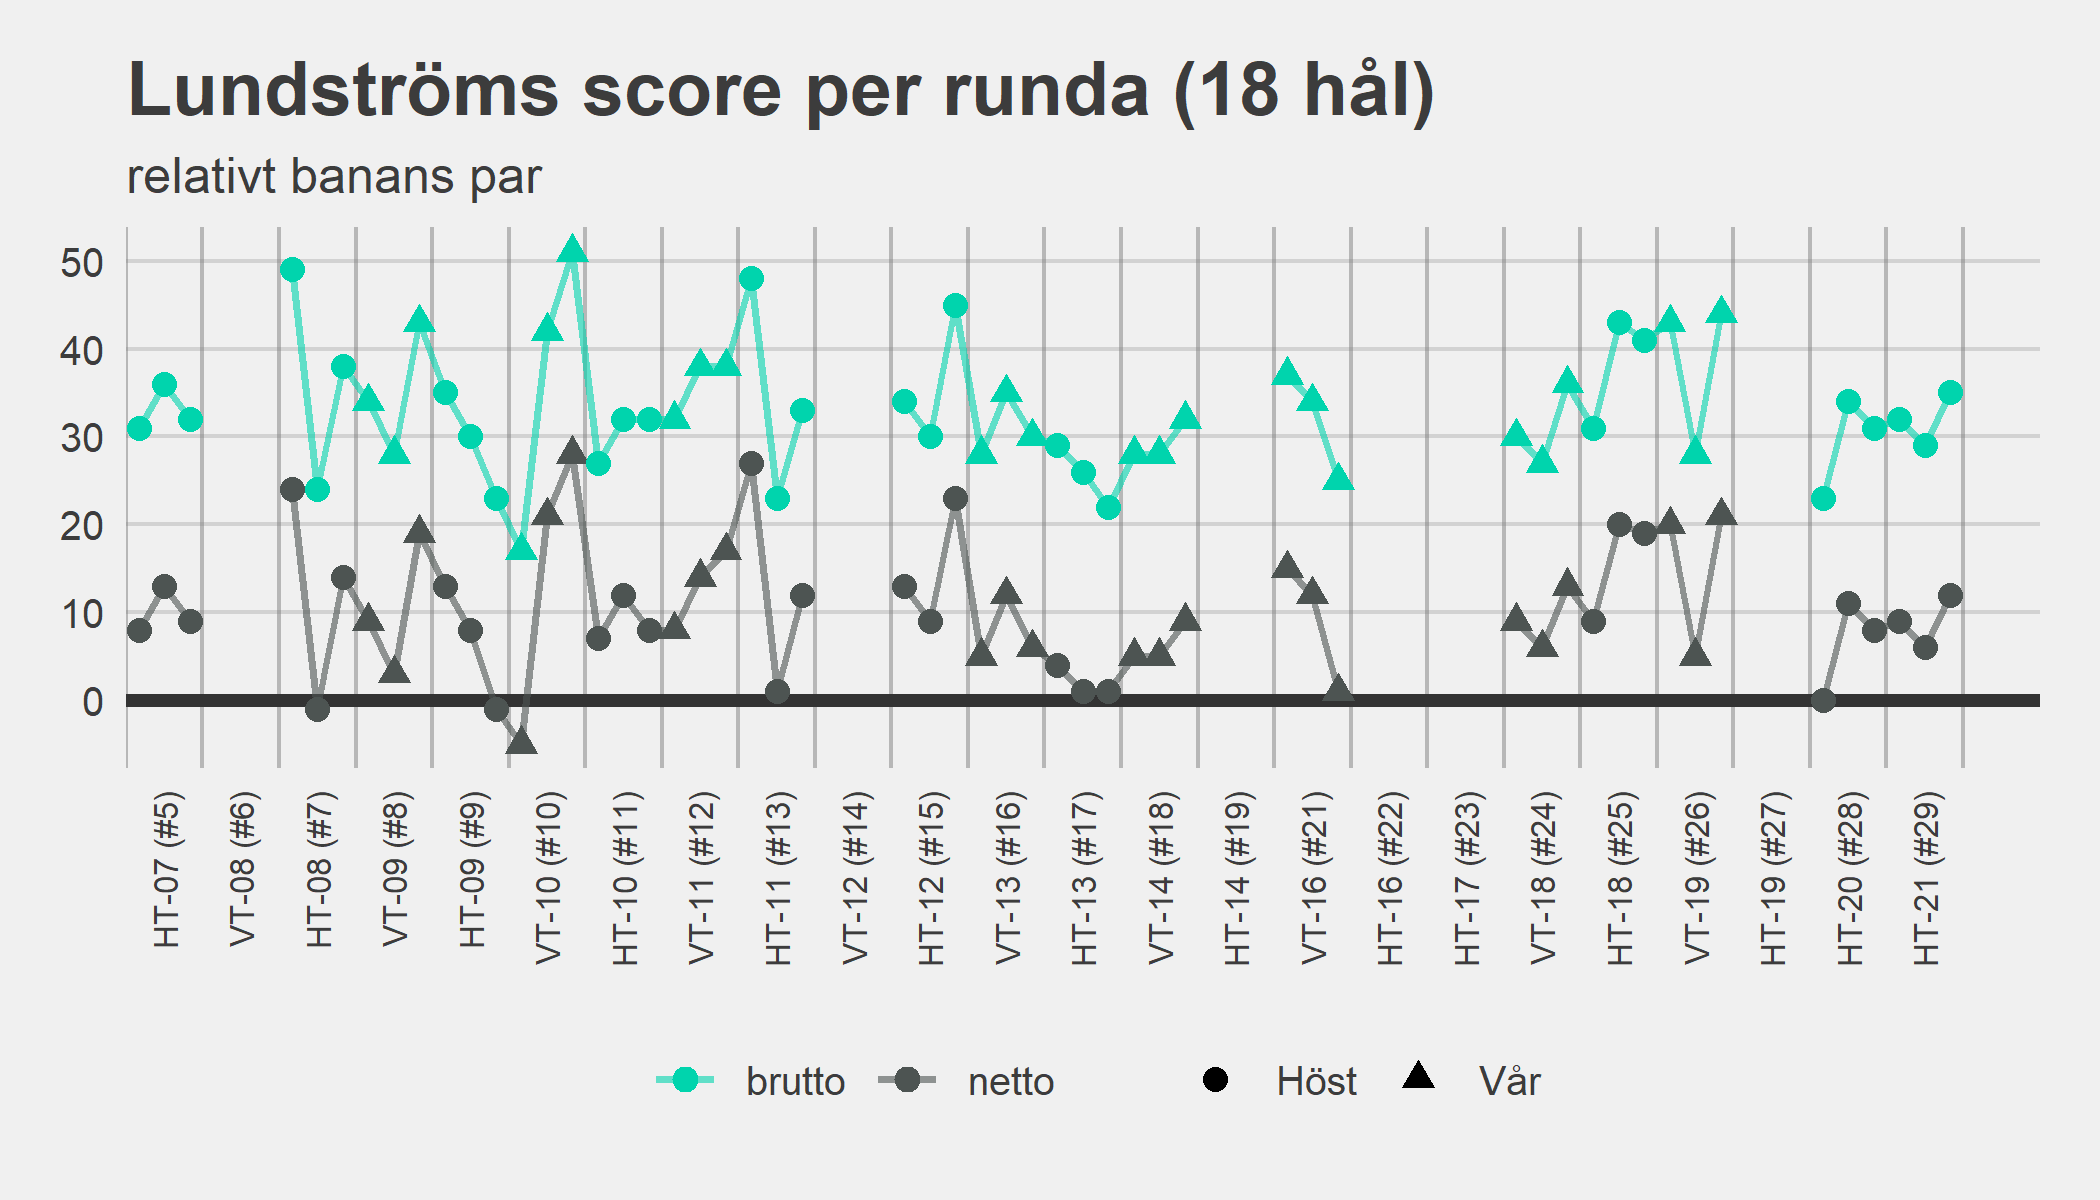 Lundströms score per runda (18 hål)
relativt banans par
50
40
30
20
10
0
HT-07 (#5)
VT-08 (#6)
HT-08 (#7)
VT-09 (#8)
HT-09 (#9)
VT-10 (#10)
HT-10 (#11)
VT-11 (#12)
HT-11 (#13)
VT-12 (#14)
HT-12 (#15)
VT-13 (#16)
HT-13 (#17)
VT-14 (#18)
HT-14 (#19)
VT-16 (#21)
HT-16 (#22)
HT-17 (#23)
VT-18 (#24)
HT-18 (#25)
VT-19 (#26)
HT-19 (#27)
HT-20 (#28)
HT-21 (#29)
brutto netto Höst Vår